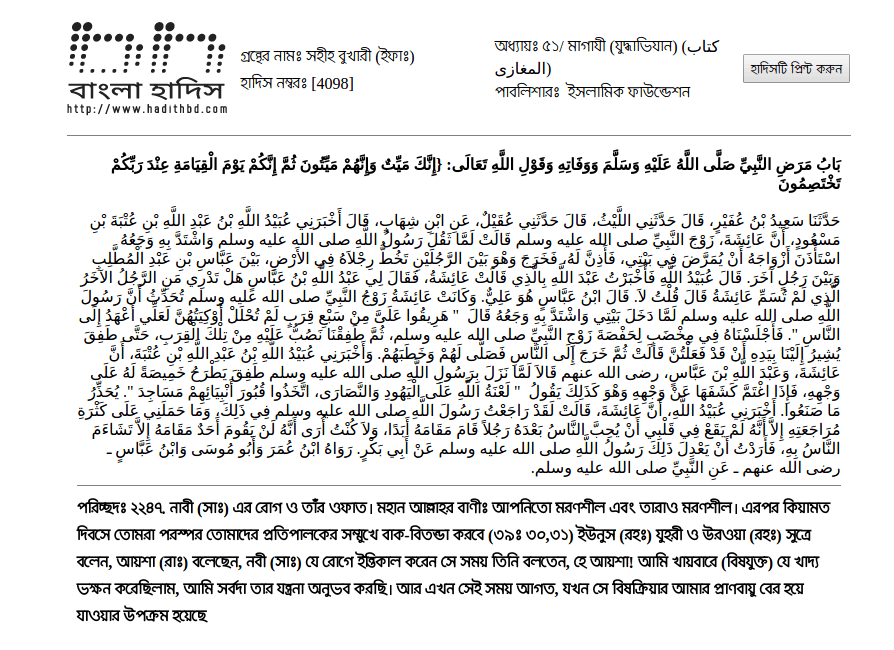 বাংলা হাদিস
http://www.hadithbd.com
গ্রন্থের নামঃ সহীহ বুখারী (ইফাঃ)
হাদিস নম্বরঃ [4098]
অধ্যায়ঃ ৫১/ মাগাযী (যুদ্ধাভিযান) (كتاب
المغازى)
পাবলিশারঃ ইসলামিক ফাউন্ডেশন
হাদিসটি প্রিন্ট করুন
بَابُ مَرَضِ النَّبِيِّ صَلَّى اللَّهُ عَلَيْهِ وَسَلَّمَ وَوَفَاتِهِ وَقَوْلِ اللَّهِ تَعَالَى: {إِنَّكَ مَيِّتٌ وَإِنَّهُمْ مَيِّتُونَ ثُمَّ إِنَّكُمْ يَوْمَ الْقِيَامَةِ عِنْدَ رَبِّكُمْ
تَخْتَصِمُونَ
حَدَّثَنَا سَعِيدُ بْنُ عُفَيْرٍ، قَالَ حَدَّثَنِي اللَّيْثُ، قَالَ حَدَّثَنِي عُقَيْلٌ، عَنِ ابْنِ شِهَابٍ، قَالَ أَخْبَرَنِي عُبَيْدُ اللَّهِ بْنُ عَبْدِ اللَّهِ بْنِ عُتْبَةَ بْنِ
مَسْعُودٍ، أَنَّ عَائِشَةَ، زَوْجَ النَّبِيِّ صلى الله عليه وسلم قَالَتْ لَمَّا ثَقُلَ رَسُولُ اللَّهِ صلى الله عليه وسلم وَاشْتَدَّ بِهِ وَجَعُهُ
اسْتَأْذَنَ أَزْوَاجَهُ أَنْ يُمَرَّضَ فِي بَيْتِي، فَأَذِنَّ لَهُ، فَخَرَجَ وَهْوَ بَيْنَ الرَّجُلَيْنِ تَخُطُّ رِجْلاَهُ فِي الأَرْضِ، بَيْنَ عَبَّاسِ بْنِ عَبْدِ الْمُطَّلِبِ
وَبَيْنَ رَجُلٍ آخَرَ. قَالَ عُبَيْدُ اللَّهِ فَأَخْبَرْتُ عَبْدَ اللَّهِ بِالَّذِي قَالَتْ عَائِشَةُ، فَقَالَ لِي عَبْدُ اللَّهِ بْنُ عَبَّاسٍ هَلْ تَدْرِي مَنِ الرَّجُلُ الآخَرُ
الَّذِي لَمْ تُسَمِّ عَائِشَةُ قَالَ قُلْتُ لاَ. قَالَ ابْنُ عَبَّاسٍ هُوَ عَلِيٌّ. وَكَانَتْ عَائِشَةُ زَوْجُ النَّبِيِّ صلى الله عليه وسلم تُحَدِّثُ أَنَّ رَسُولَ
اللَّهِ صلى الله عليه وسلم لَمَّا دَخَلَ بَيْتِي وَاشْتَدَّ بِهِ وَجَعُهُ قَالَ " هَرِيقُوا عَلَىَّ مِنْ سَبْعِ قِرَبٍ لَمْ تُحْلَلْ أَوْكِيَتُهُنَّ لَعَلِّي أَعْهَدُ إِلَى
النَّاسِ ". فَأَجْلَسْنَاهُ فِي مِخْضَبٍ لِحَفْصَةَ زَوْجِ النَّبِيِّ صلى الله عليه وسلم، ثُمَّ طَفِقْنَا نَصُبُّ عَلَيْهِ مِنْ تِلْكَ الْقِرَبِ، حَتَّى طَفِقَ
يُشِيرُ إِلَيْنَا بِيَدِهِ أَنْ قَدْ فَعَلْتُنَّ قَالَتْ ثُمَّ خَرَجَ إِلَى النَّاسِ فَصَلَّى لَهُمْ وَخَطَبَهُمْ. وَأَخْبَرَنِي عُبَيْدُ اللَّهِ بْنُ عَبْدِ اللَّهِ بْنِ عُتْبَةَ، أَنَّ
عَائِشَةَ، وَعَبْدَ اللَّهِ بْنَ عَبَّاسٍ، رضى الله عنهم قَالاَ لَمَّا نَزَلَ بِرَسُولِ اللَّهِ صلى الله عليه وسلم طَفِقَ يَطْرَحُ خَمِيصَةً لَهُ عَلَى
وَجْهِهِ، فَإِذَا اغْتَمَّ كَشَفَهَا عَنْ وَجْهِهِ وَهْوَ كَذَلِكَ يَقُولُ " لَعْنَةُ اللَّهِ عَلَى الْيَهُودِ وَالنَّصَارَى، اتَّخَذُوا قُبُورَ أَنْبِيَائِهِمْ مَسَاجِدَ ". يُحَذِّرُ
مَا صَنَعُوا. أَخْبَرَنِي عُبَيْدُ اللَّهِ، أَنَّ عَائِشَةَ، قَالَتْ لَقَدْ رَاجَعْتُ رَسُولَ اللَّهِ صلى الله عليه وسلم فِي ذَلِكَ، وَمَا حَمَلَنِي عَلَى كَثْرَةِ
مُرَاجَعَتِهِ إِلاَّ أَنَّهُ لَمْ يَقَعْ فِي قَلْبِي أَنْ يُحِبَّ النَّاسُ بَعْدَهُ رَجُلاً قَامَ مَقَامَهُ أَبَدًا، وَلاَ كُنْتُ أُرَى أَنَّهُ لَنْ يَقُومَ أَحَدٌ مَقَامَهُ إِلاَّ تَشَاءَمَ
النَّاسُ بِهِ، فَأَرَدْتُ أَنْ يَعْدِلَ ذَلِكَ رَسُولُ اللَّهِ صلى الله عليه وسلم عَنْ أَبِي بَكْرٍ. رَوَاهُ ابْنُ عُمَرَ وَأَبُو مُوسَى وَابْنُ عَبَّاسٍ ـ
رضى الله عنهم ـ عَنِ النَّبِيِّ صلى الله عليه وسلم.
পরিচ্ছদঃ ২২৪৭. নাবী (সাঃ) এর রোগ ও তাঁর ওফাত। মহান আল্লাহর বাণীঃ আপনিতো মরণশীল এবং তারাও মরণশীল। এরপর কিয়ামত
দিবসে তোমরা পরস্পর তোমাদের প্রতিপালকের সম্মুখে বাক-বিতন্ডা করবে (৩৯ঃ ৩০,৩১) ইউনুস (রহঃ) যুহরী ও উরওয়া (রহঃ) সুত্রে
বলেন, আয়শা (রাঃ) বলেছেন, নবী (সাঃ) যে রোগে ইন্তিকাল করেন সে সময় তিনি বলতেন, হে আয়শা! আমি খায়বারে (বিষযুক্ত) যে খাদ্য
ভক্ষন করেছিলাম, আমি সর্বদা তার যন্ত্রনা অনুভব করছি। আর এখন সেই সময় আগত, যখন সে বিষক্রিয়ার আমার প্রাণবায়ু বের হয়ে
যাওয়ার উপক্রম হয়েছে